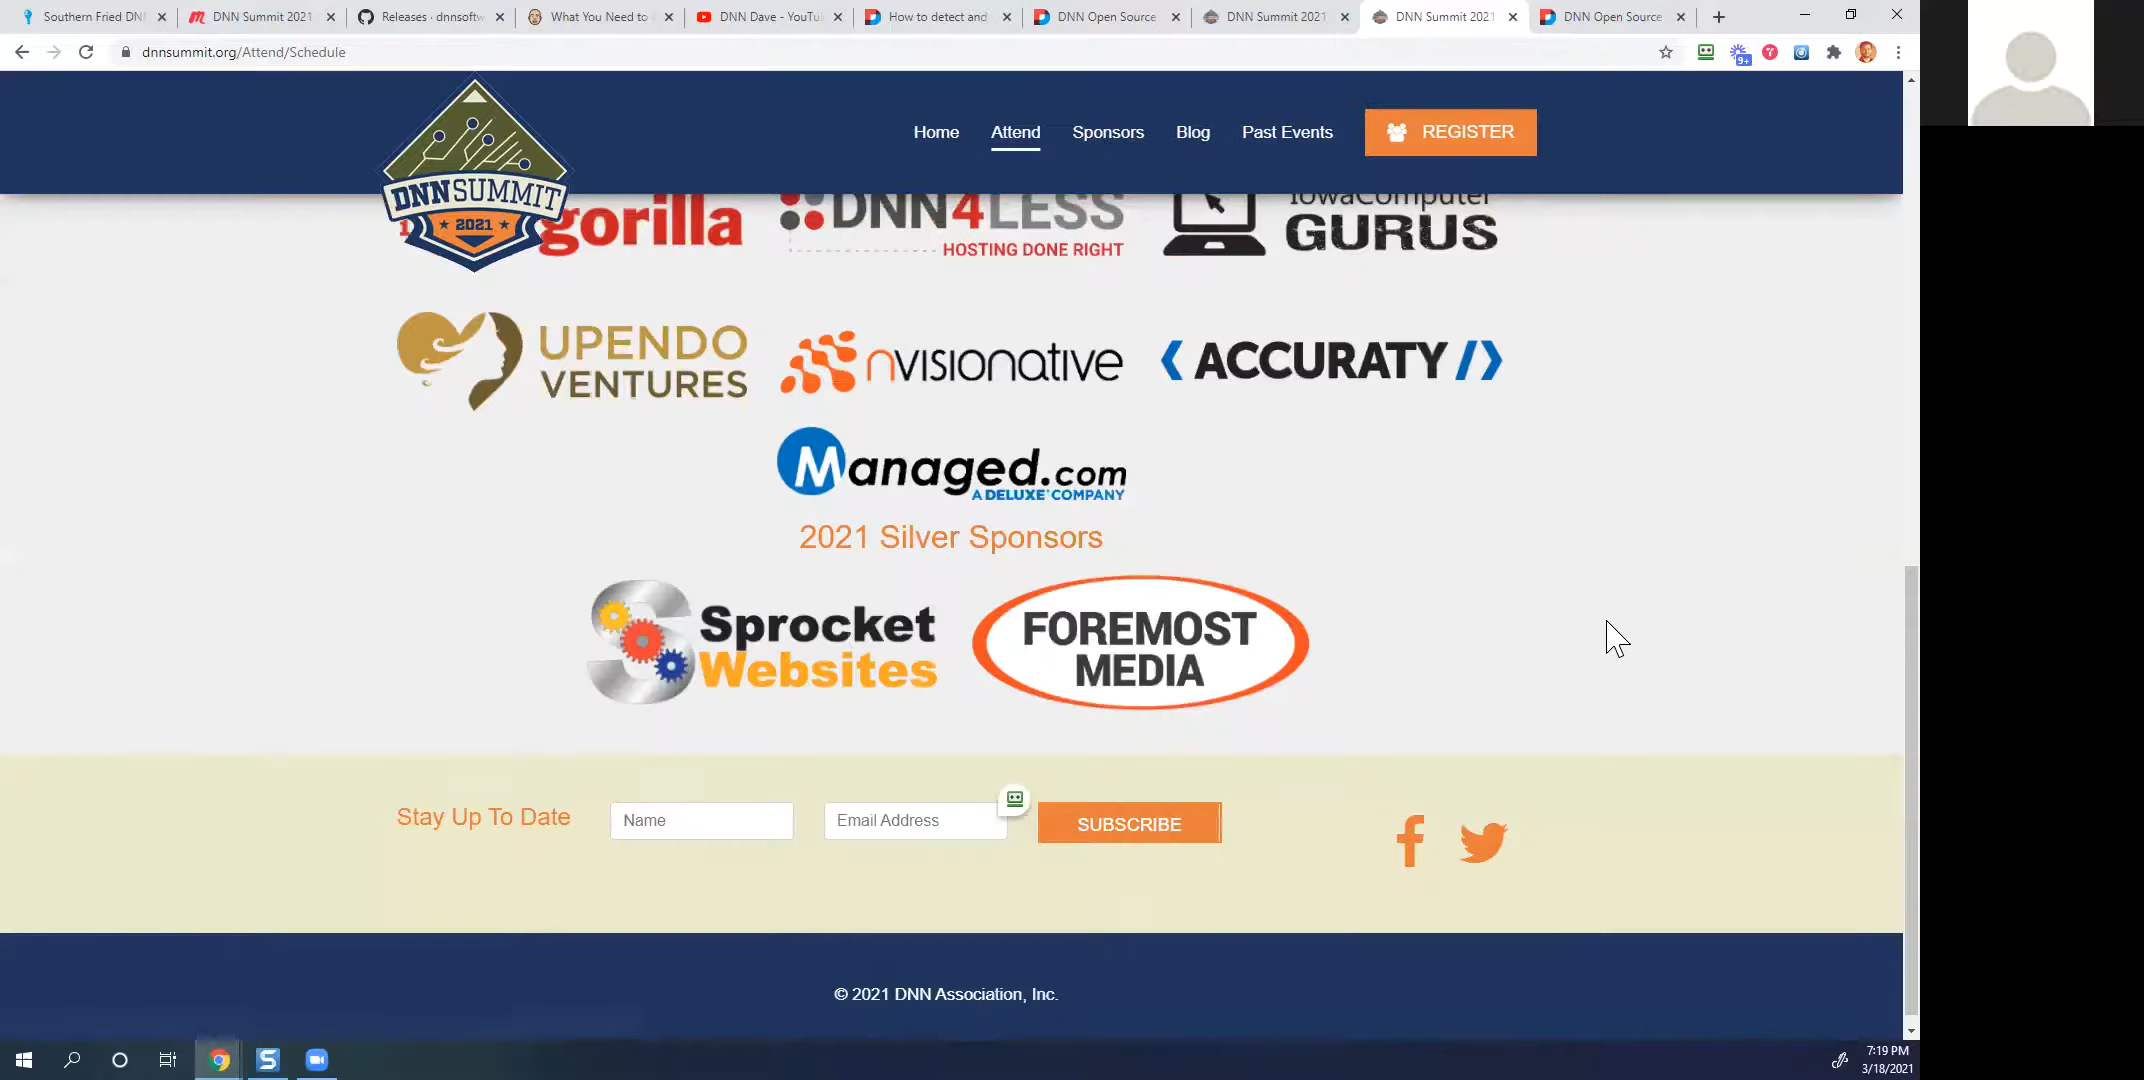 Southern Fried DNI
DNN Summit 2021
Releases · dnnsoftw
What You Need to
DNN Dave - YouTu
How to detect and
DNN Open Source
DNN Summit 2021
DNN Summit 2021
DNN Open Source
dnnsummit.org/Attend/Schedule
9+
Home
Attend
Sponsors
Blog
Past Events
REGISTER
DNNSUMMIT
2021
gorilla
DNN4LESS
HOSTING DONE RIGHT
IowaComputer
GURUS
UPENDO
VENTURES
nvisionative
ACCURATY
Managed.com
A DELUXE COMPANY
2021 Silver Sponsors
Sprocket
Websites
FOREMOST
MEDIA
Stay Up To Date
Name
Email Address
SUBSCRIBE
© 2021 DNN Association, Inc.
7:19 PM
3/18/2021